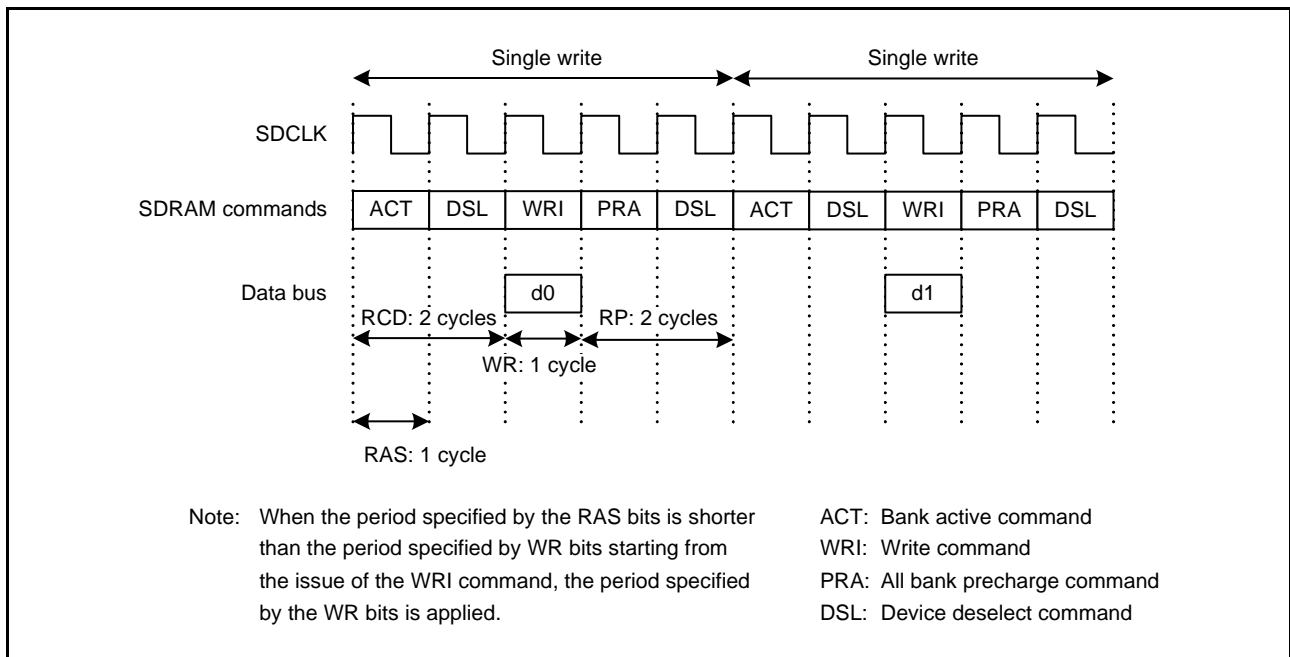 Single write Single write
SDCLK
SDRAM commands ACT DSL WRI PRA DSL ACT DSL WRI PRA DSL
Data bus d0 d1
RCD: 2 cycles RP: 2 cycles
WR: 1 cycle
RAS: 1 cycle
Note: When the period specified by the RAS bits is shorter
than the period specified by WR bits starting from
the issue of the WRI command, the period specified
by the WR bits is applied.
ACT: Bank active command
WRI: Write command
PRA: All bank precharge command
DSL: Device deselect command